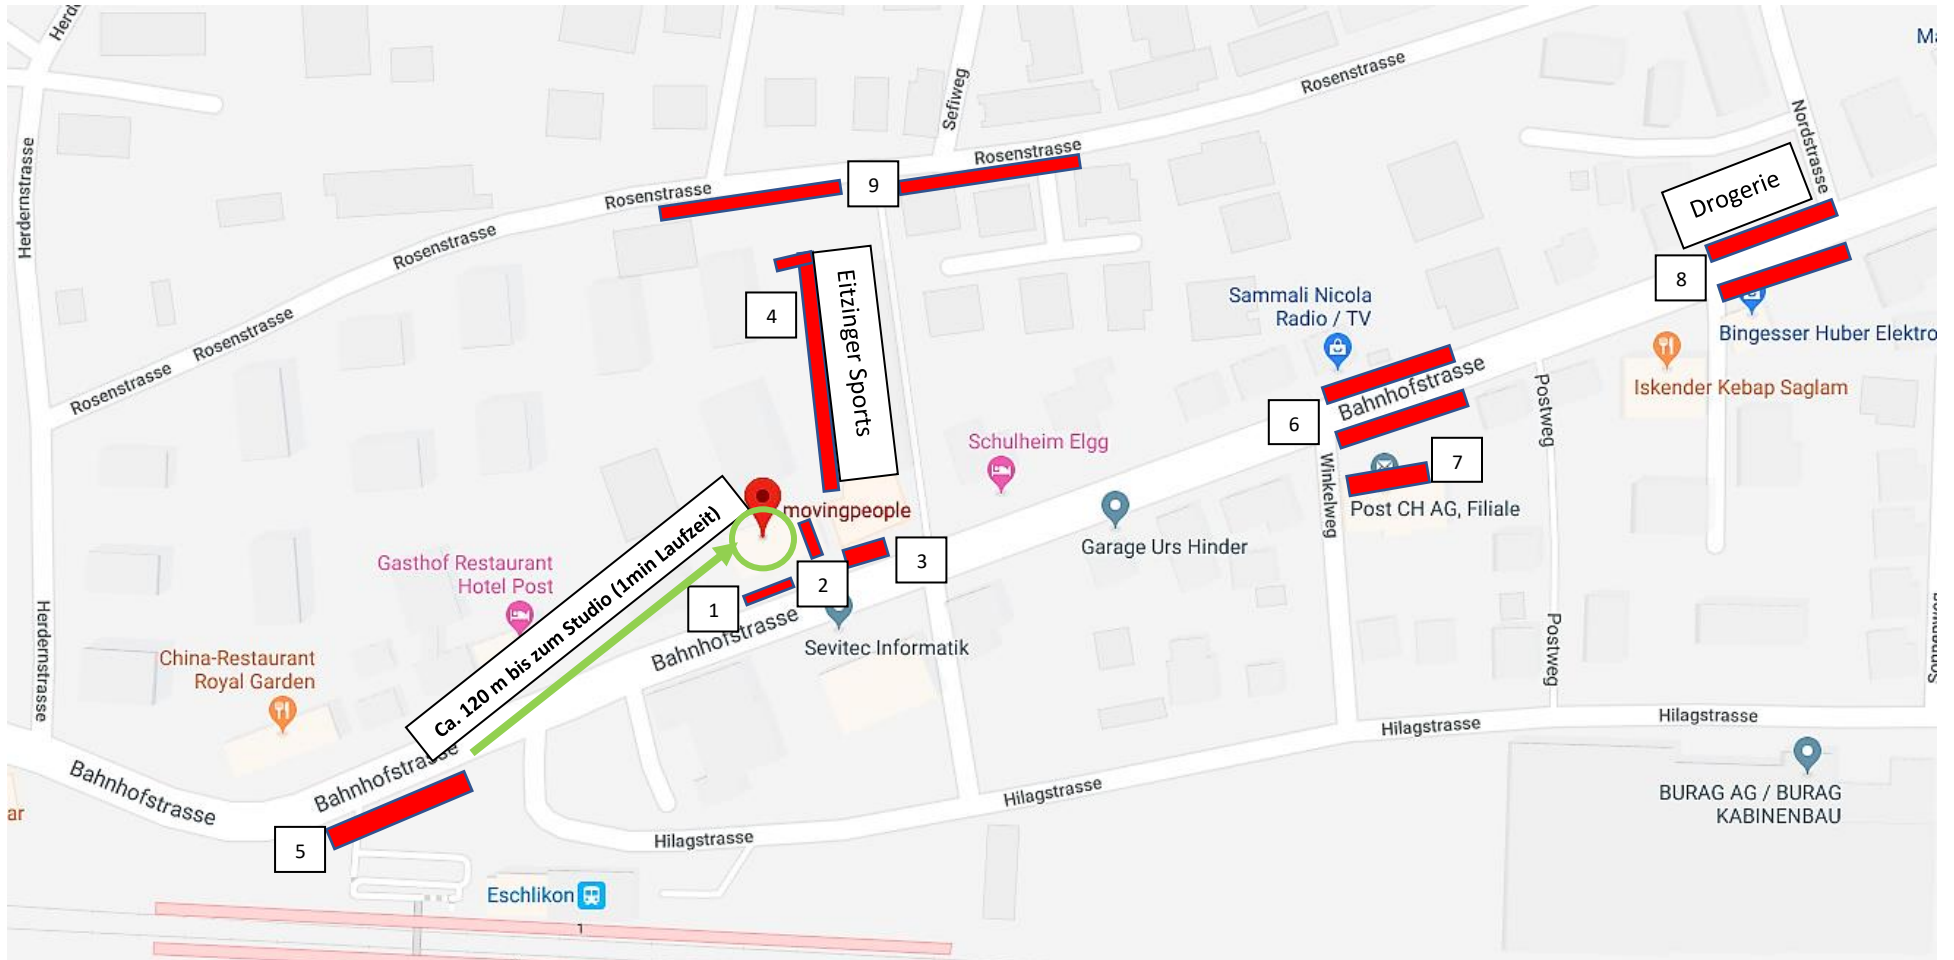 Herd
Ma
Rosenstrasse
Sefiweg
Nordstrasse
Herdernstrasse
Rosenstrasse
9
Rosenstrasse
Drogerie
Rosenstrasse
Rosenstrasse
Rosenstrasse
4
Eitzinger Sports
8
Sammali Nicola
Radio / TV
Bingesser Huber Elektro
Iskender Kebap Saglam
Bahnhofstrasse
6
Postweg
Schulheim Elgg
7
Winkelweg
Post CH AG, Filiale
movingpeople
Garage Urs Hinder
3
2
1
Ca. 120 m bis zum Studio (1min Laufzeit)
Gasthof Restaurant
Hotel Post
Bahnhofstrasse
Sevitec Informatik
Herdernstrasse
China-Restaurant
Royal Garden
Postweg
Hilagstrasse
Hilagstrasse
Bahnhofstrasse
Bahnhofstrasse
Hilagstrasse
BURAG AG / BURAG
KABINENBAU
ar
5
Hilagstrasse
Eschlikon
1